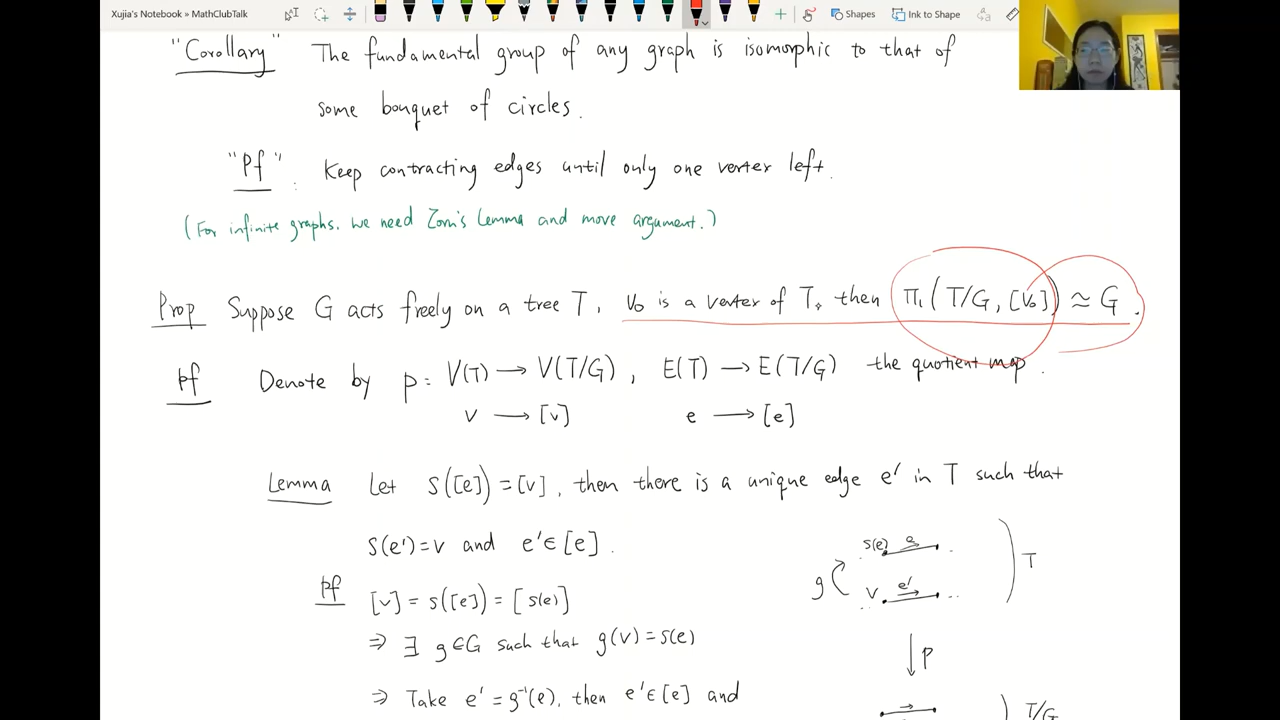 Xujia's Notebook » MathClubTalk
Shapes
Ink to Shape
"Corollary" The fundamental group of any graph is isomorphic to that of
some bouquet of circles.
"Pf". Keep contracting edges until only one vertex left.
(For infinite graphs, we need Zorn's Lemma and more argument.)
Prop Suppose G acts freely on a tree T, v₀ is a vertex of T, then π₁(T/G, [v₀]) ≈ G.
pf Denote by p: V(T) → V(T/G), E(T) → E(T/G) the quotient map.
v → [v] e → [e]
Lemma Let s([e]) = [v], then there is a unique edge e' in T such that
s(e') = v and e' ∈ [e].
s(e) e
T
g
v e'
pf [v] = s([e]) = [s(e)]
⇒ ∃ g ∈ G such that g(v) = s(e)
p
⇒ Take e' = g⁻¹(e), then e' ∈ [e] and
T/G